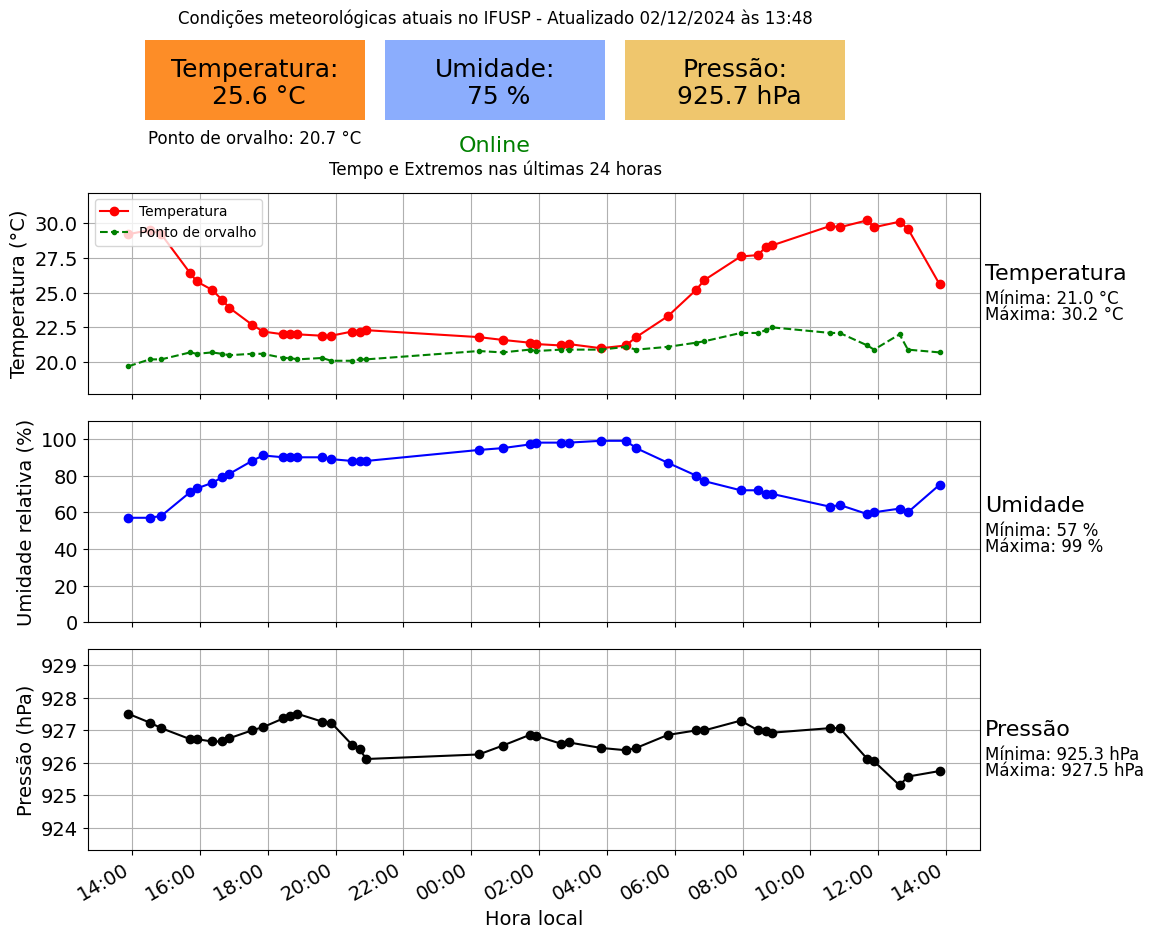 Condições meteorológicas atuais no IFUSP - Atualizado 02/12/2024 às 13:48
Temperatura:
25.6 °C
Umidade:
75 %
Pressão:
925.7 hPa
Ponto de orvalho: 20.7 °C
Online
Tempo e Extremos nas últimas 24 horas
Temperatura (°C)
30.0
27.5
25.0
22.5
20.0
Temperatura
Ponto de orvalho
Temperatura
Mínima: 21.0 °C
Máxima: 30.2 °C
Umidade relativa (%)
100
80
60
40
20
0
Umidade
Mínima: 57 %
Máxima: 99 %
Pressão (hPa)
929
928
927
926
925
924
Pressão
Mínima: 925.3 hPa
Máxima: 927.5 hPa
14:00 16:00 18:00 20:00 22:00 00:00 02:00 04:00 06:00 08:00 10:00 12:00 14:00
Hora local